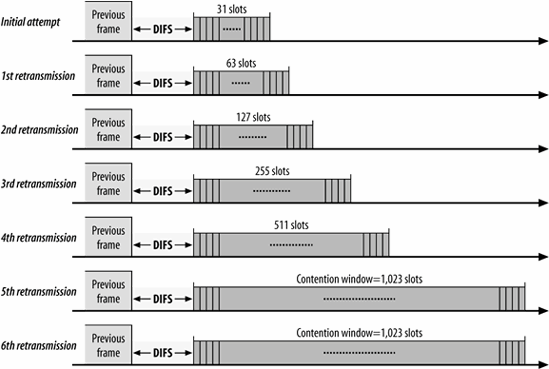 31 slots
Initial attempt
Previous
frame
DIFS
63 slots
1st retransmission
Previous
frame
DIFS
127 slots
2nd retransmission
Previous
frame
DIFS
255 slots
3rd retransmission
Previous
frame
DIFS
511 slots
4th retransmission
Previous
frame
DIFS
Contention window=1,023 slots
5th retransmission
Previous
frame
DIFS
Contention window=1,023 slots
6th retransmission
Previous
frame
DIFS